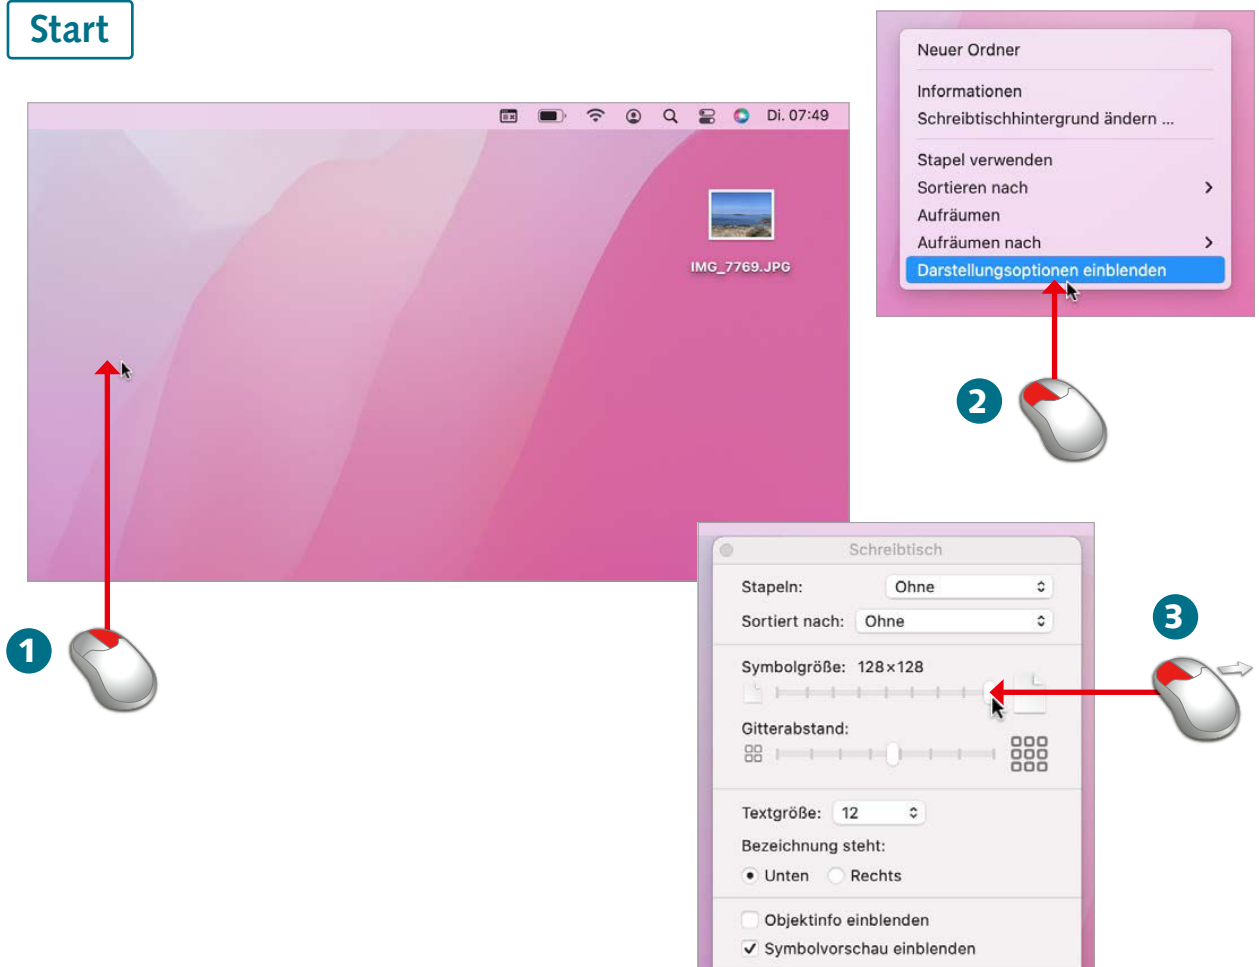 Start
Di. 07:49
IMG_7769.JPG
1
Neuer Ordner
Informationen
Schreibtischhintergrund ändern ...
Stapel verwenden
Sortieren nach
Aufräumen
Aufräumen nach
Darstellungsoptionen einblenden
2
Schreibtisch
Stapeln: Ohne
Sortiert nach: Ohne
Symbolgröße: 128×128
Gitterabstand:
Textgröße: 12
Bezeichnung steht:
Unten Rechts
Objektinfo einblenden
Symbolvorschau einblenden
3